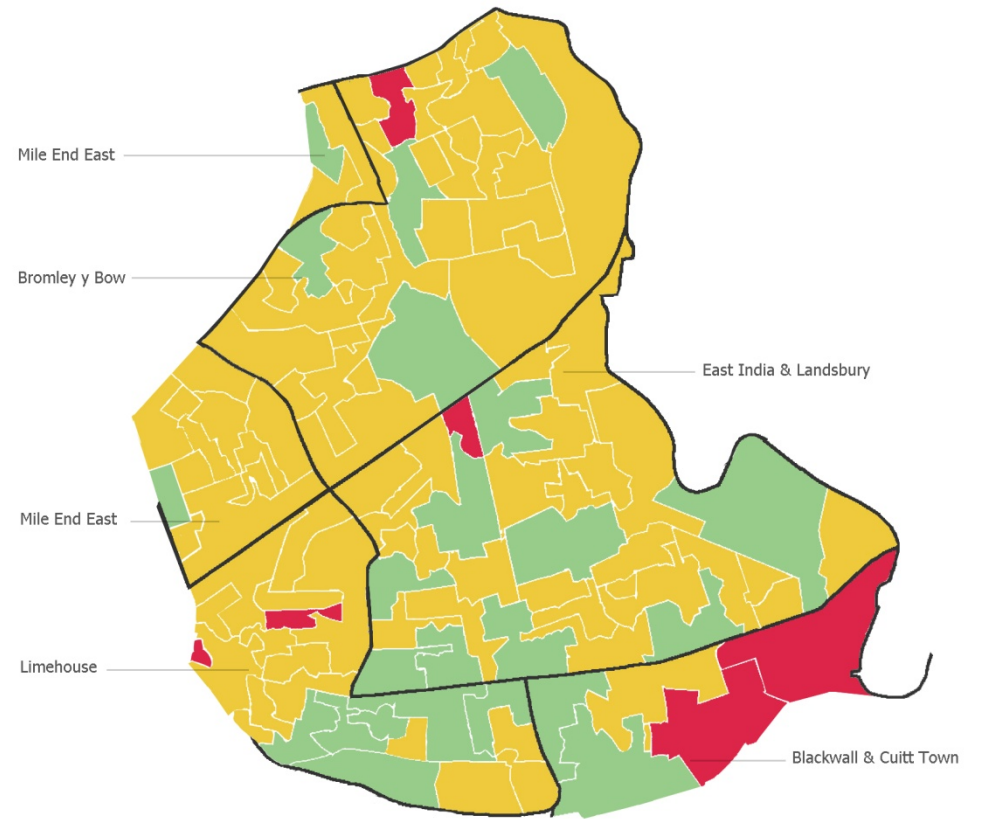 Mile End East
Bromley y Bow
East India & Landsbury
Mile End East
Limehouse
Blackwall & Cuitt Town